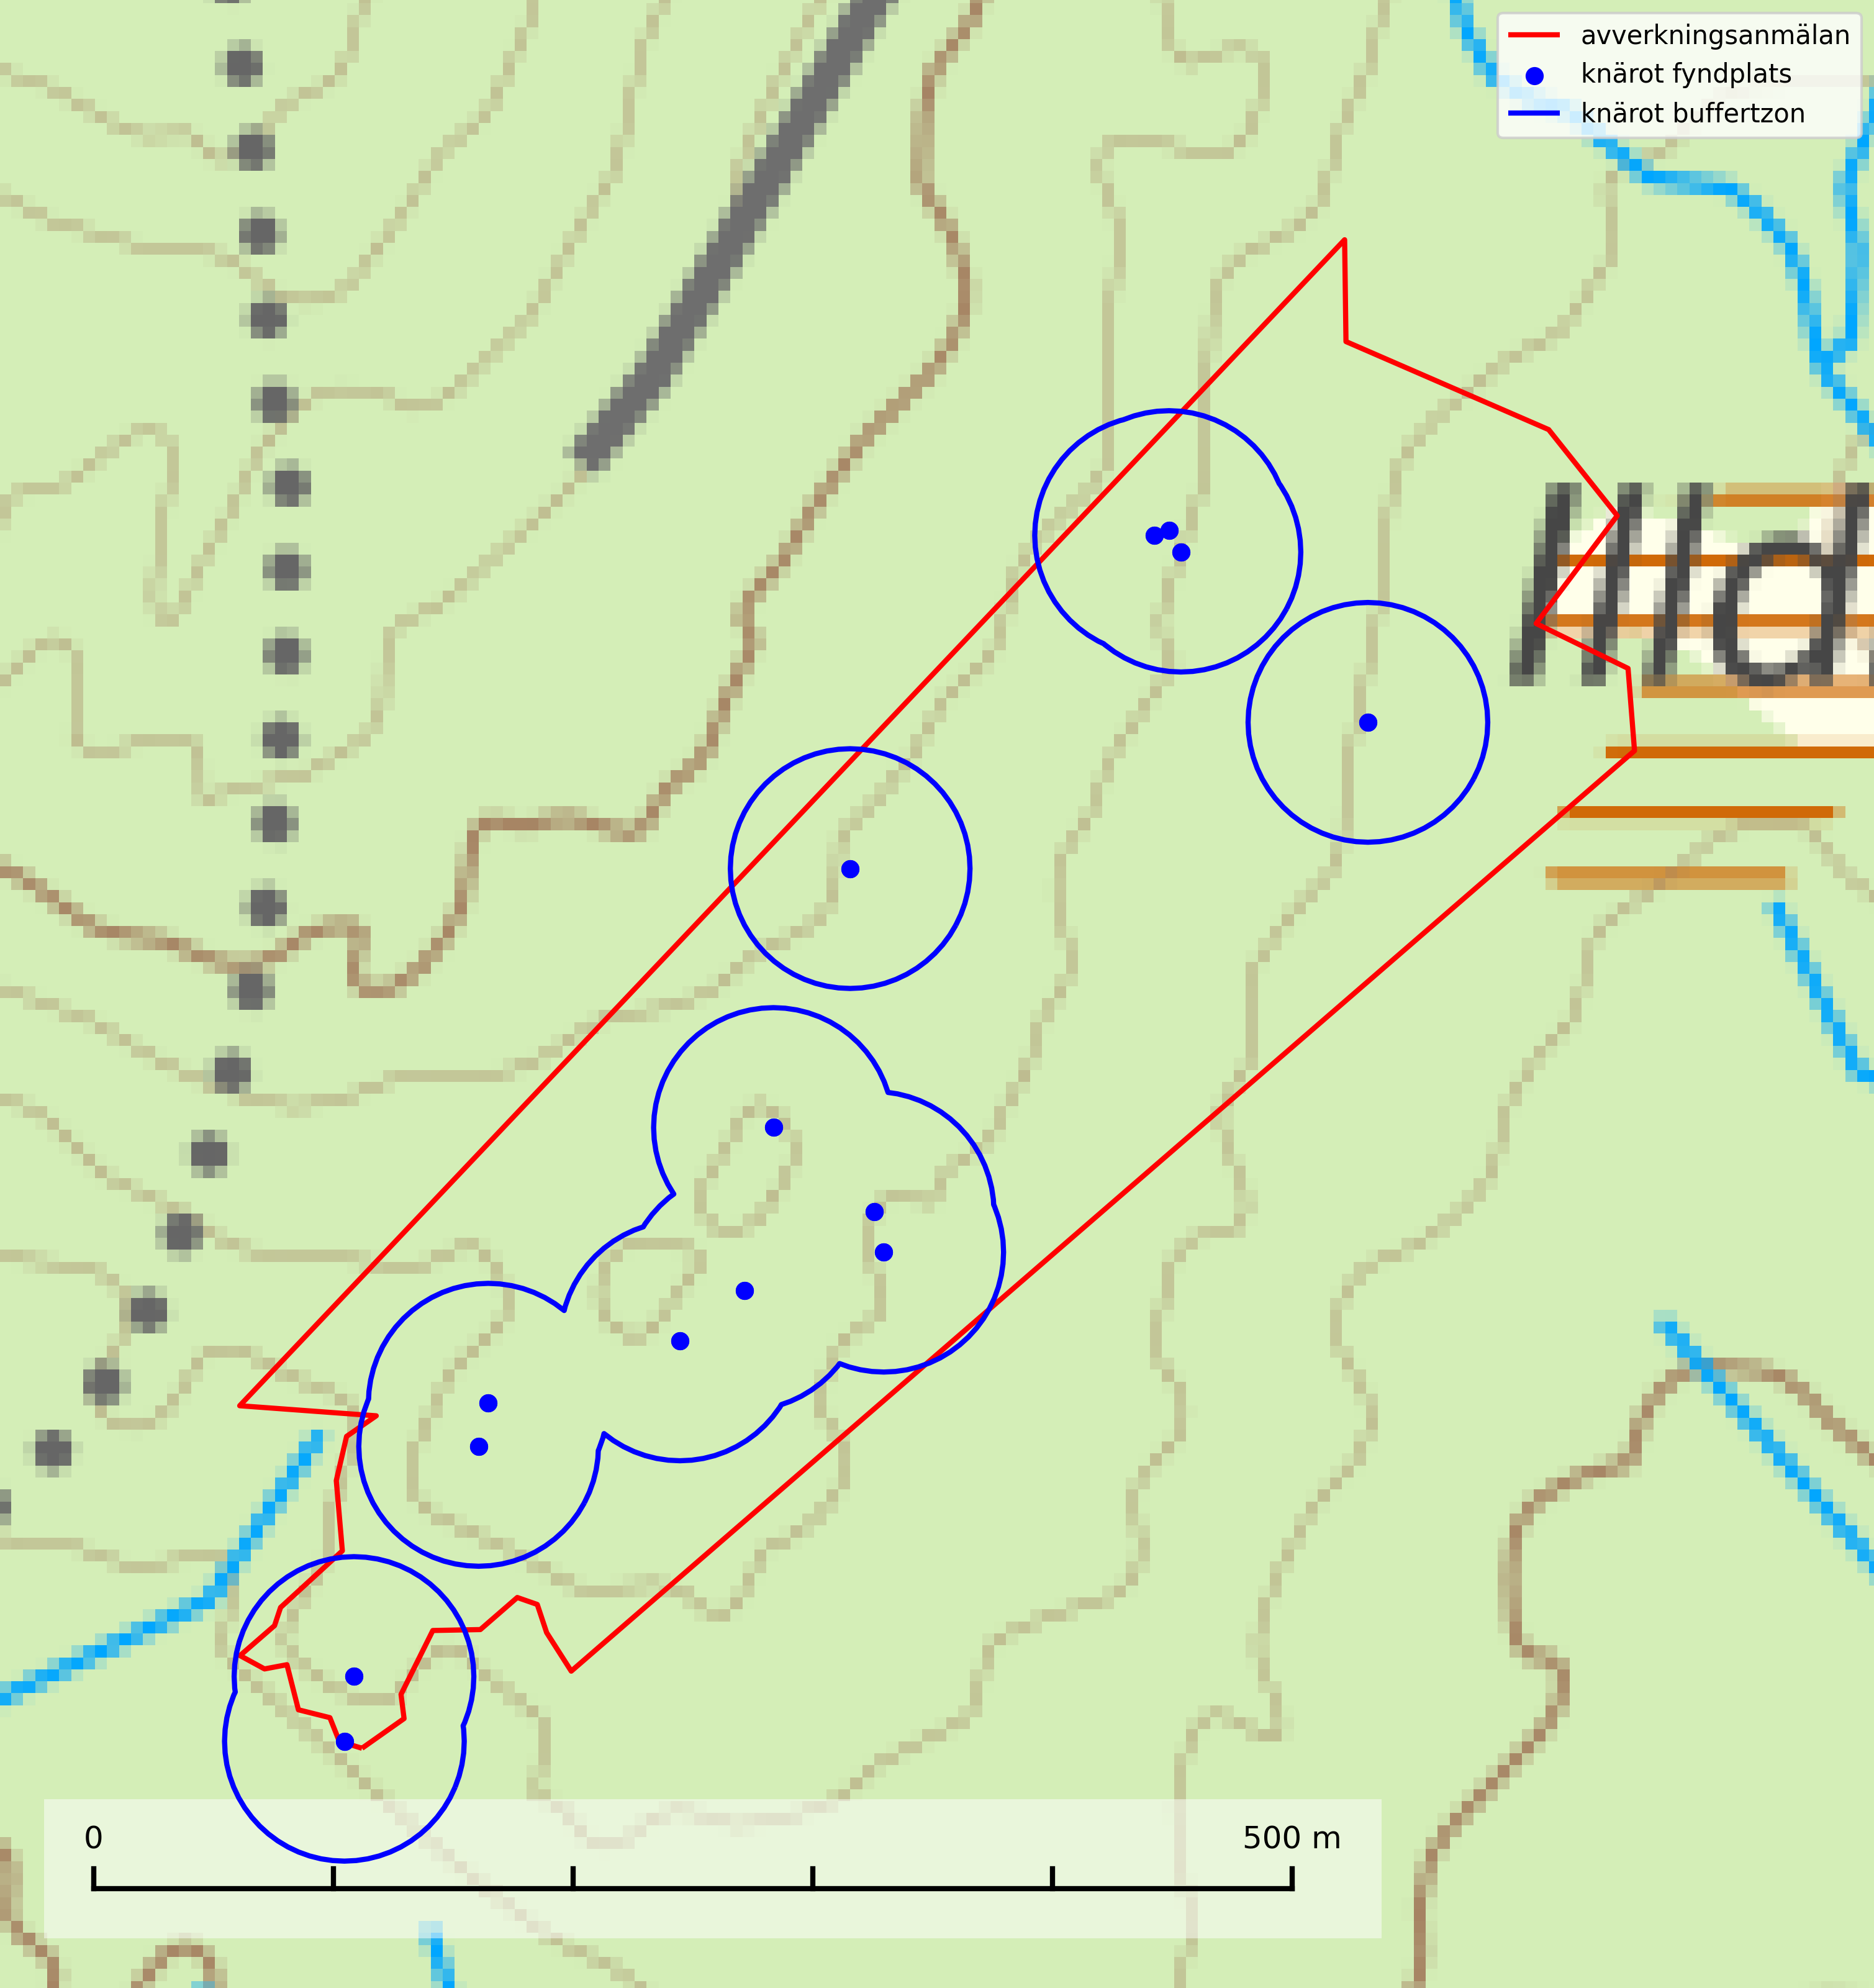 avverkningsanmälan
knärot fyndplats
knärot buffertzon
0
500 m